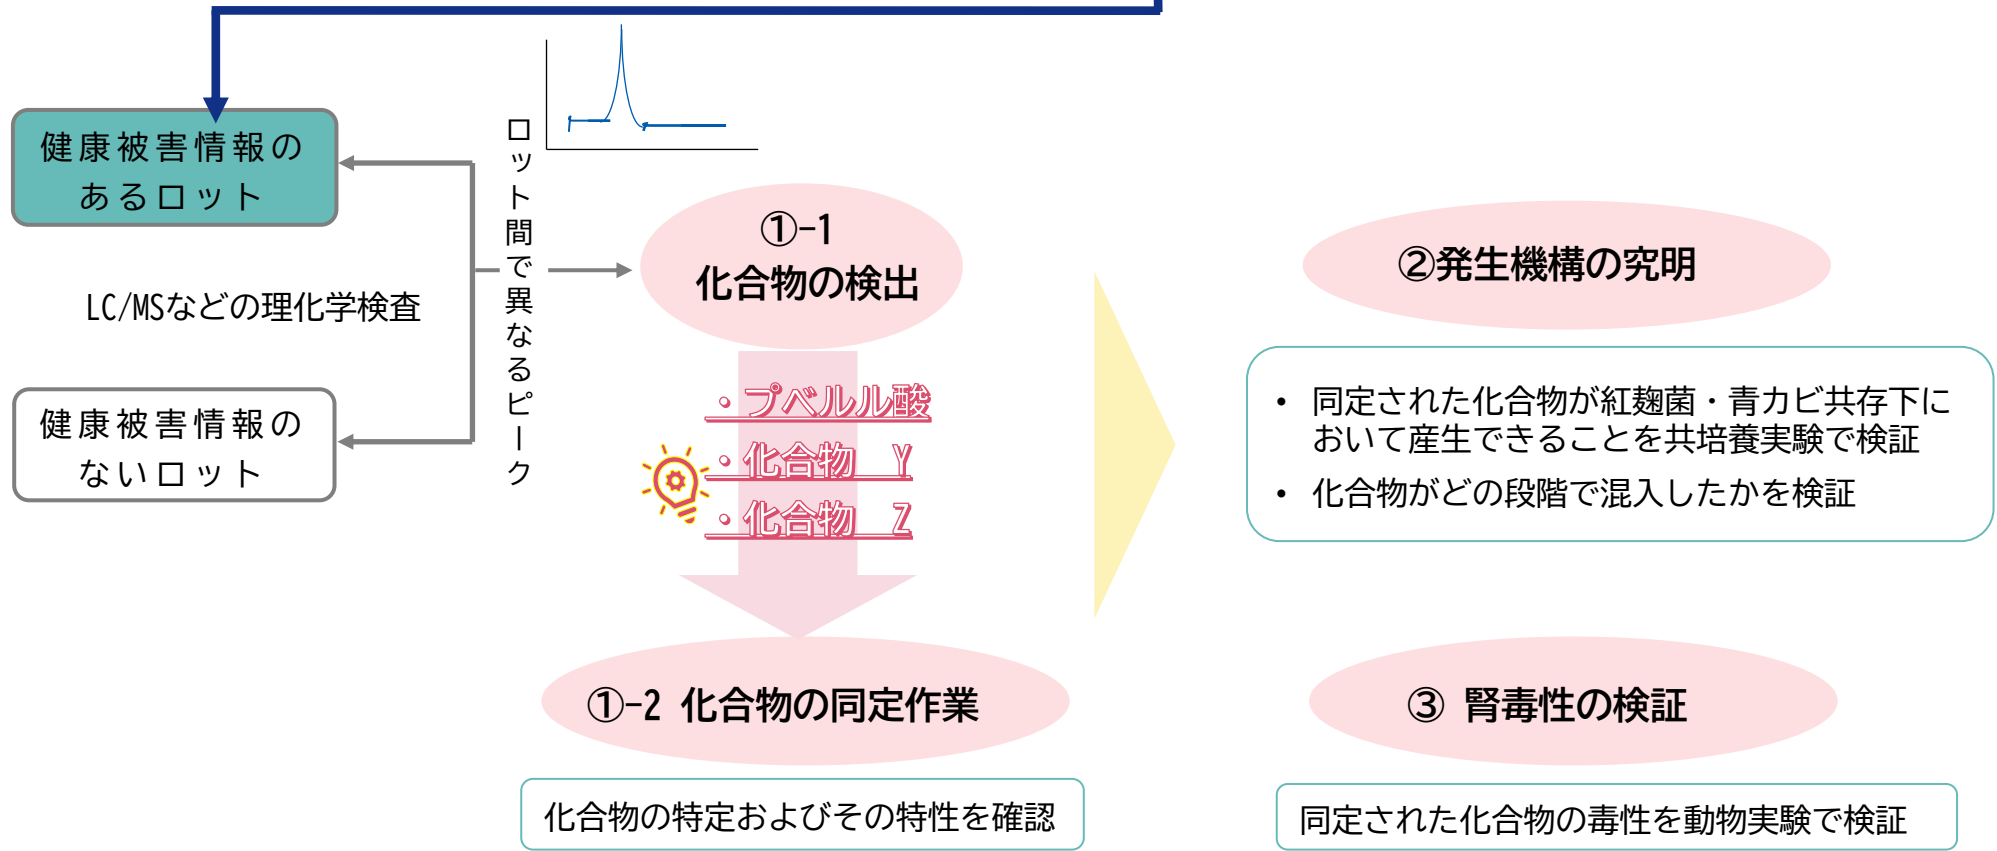 健康被害情報の
あるロット
LC/MSなどの理化学検査
健康被害情報の
ないロット
ロット間で異なるピーク
①-1
化合物の検出
・プベルル酸
・化合物　Y
・化合物　Z
①-2 化合物の同定作業
化合物の特定およびその特性を確認
②発生機構の究明
• 同定された化合物が紅麹菌・青カビ共存下に
おいて産生できることを共培養実験で検証
• 化合物がどの段階で混入したかを検証
③ 腎毒性の検証
同定された化合物の毒性を動物実験で検証